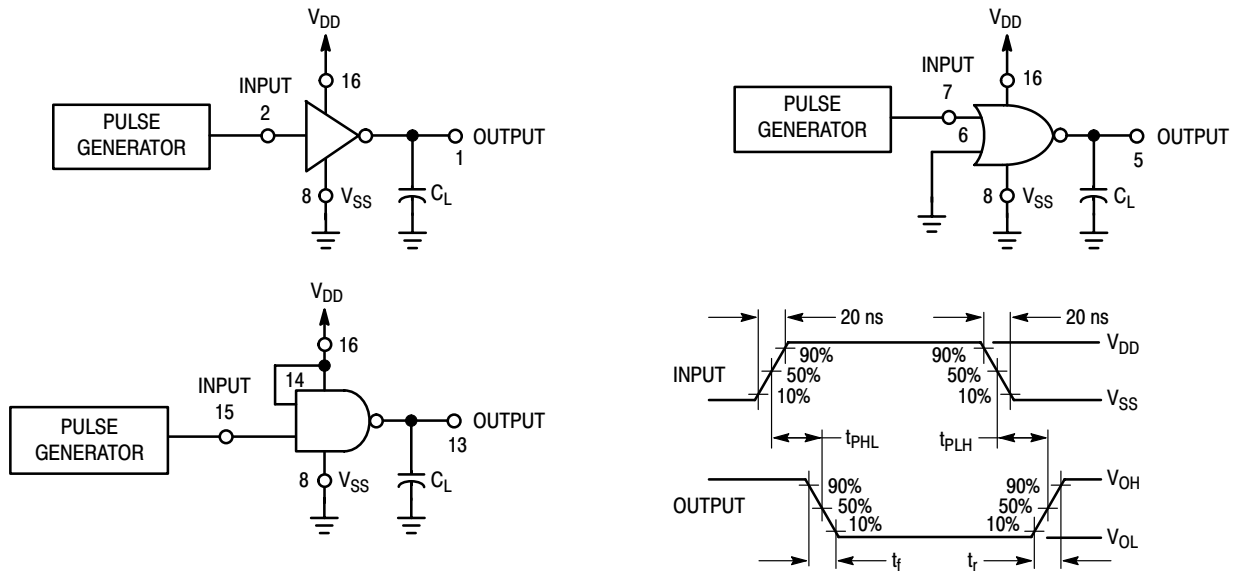 VDD
16
INPUT
2
PULSE
GENERATOR
OUTPUT
1
8
VSS
CL
VDD
16
INPUT
7
PULSE
GENERATOR
6
OUTPUT
5
8
VSS
CL
VDD
16
14
INPUT
15
PULSE
GENERATOR
OUTPUT
13
8
VSS
CL
20 ns
20 ns
INPUT
90%
50%
10%
90%
50%
10%
VDD
VSS
tPHL
tPLH
OUTPUT
90%
50%
10%
90%
50%
10%
VOH
VOL
tf
tr